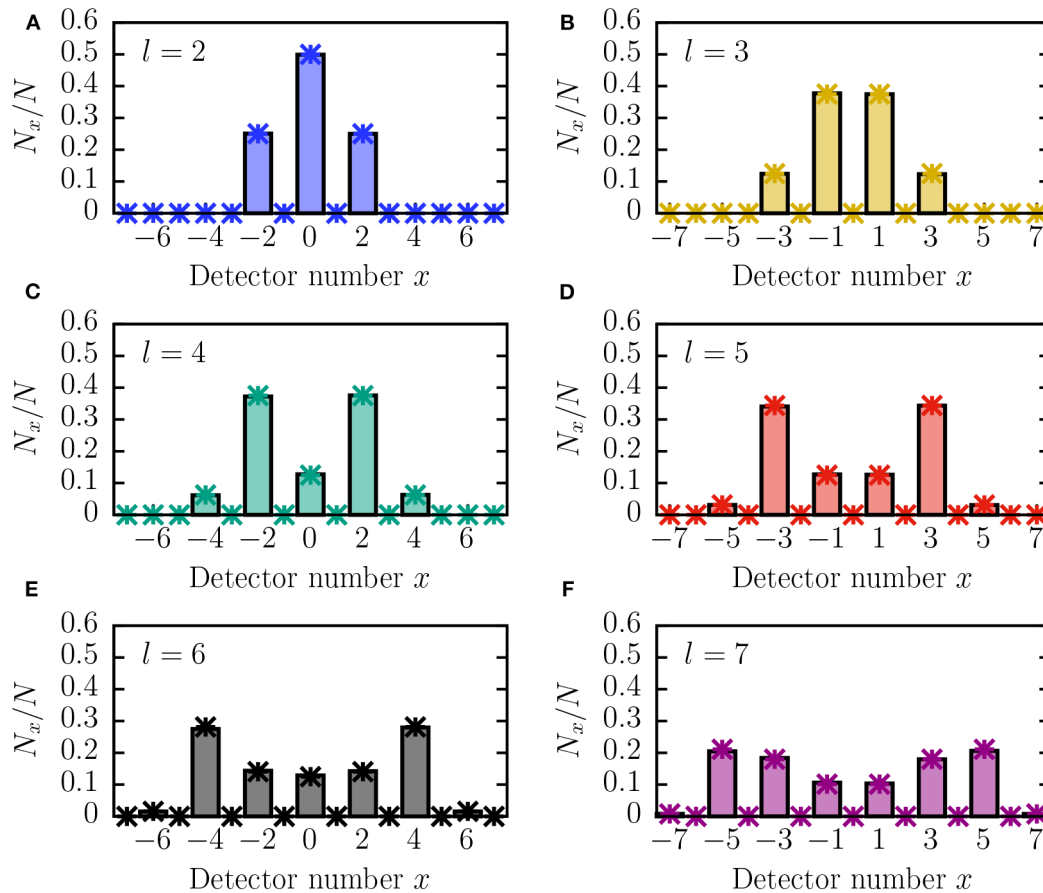 A
l = 2
N_x/N
0.6
0.5
0.4
0.3
0.2
0.1
0
−6 −4 −2 0 2 4 6
Detector number x
B
l = 3
N_x/N
0.6
0.5
0.4
0.3
0.2
0.1
0
−7 −5 −3 −1 1 3 5 7
Detector number x
C
l = 4
N_x/N
0.6
0.5
0.4
0.3
0.2
0.1
0
−6 −4 −2 0 2 4 6
Detector number x
D
l = 5
N_x/N
0.6
0.5
0.4
0.3
0.2
0.1
0
−7 −5 −3 −1 1 3 5 7
Detector number x
E
l = 6
N_x/N
0.6
0.5
0.4
0.3
0.2
0.1
0
−6 −4 −2 0 2 4 6
Detector number x
F
l = 7
N_x/N
0.6
0.5
0.4
0.3
0.2
0.1
0
−7 −5 −3 −1 1 3 5 7
Detector number x